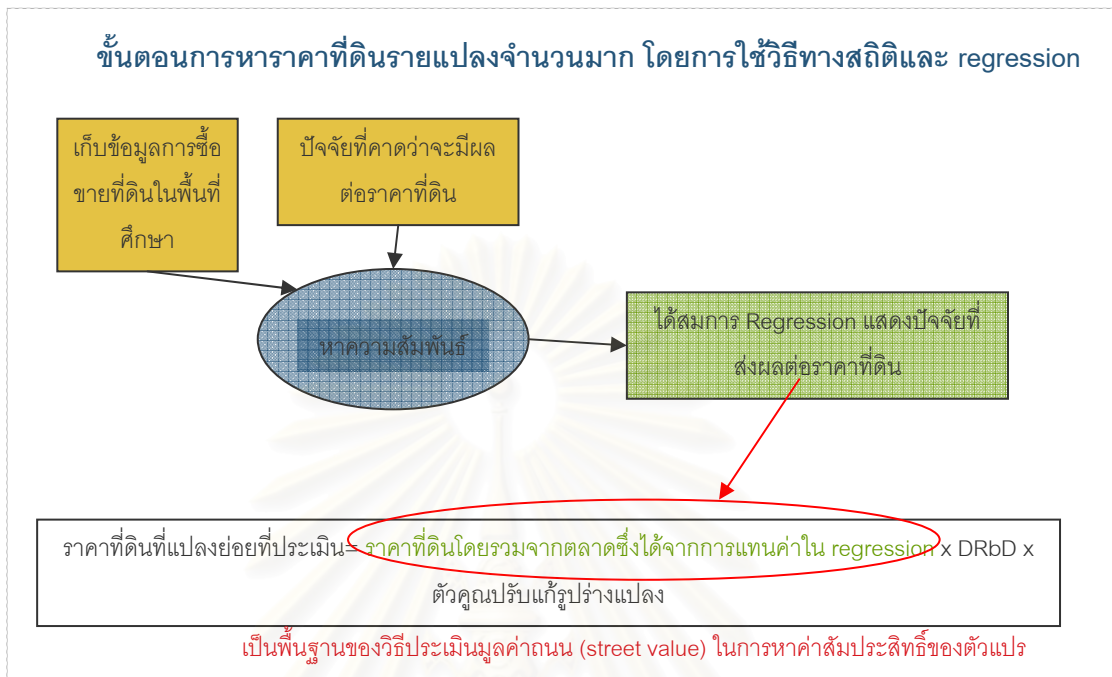 ขั้นตอนการหาราคาที่ดินรายแปลงจำนวนมาก โดยการใช้วิธีทางสถิติและ regression
เก็บข้อมูลการซื้อ
ขายที่ดินในพื้นที่
ศึกษา
ปัจจัยที่คาดว่าจะมีผล
ต่อราคาที่ดิน
หาความสัมพันธ์
ได้สมการ Regression แสดงปัจจัยที่
ส่งผลต่อราคาที่ดิน
ราคาที่ดินที่แปลงย่อยที่ประเมิน= ราคาที่ดินโดยรวมจากตลาดซึ่งได้จากการแทนค่าใน regression x DRbD x
ตัวคูณปรับแก้รูปร่างแปลง
เป็นพื้นฐานของวิธีประเมินมูลค่าถนน (street value) ในการหาค่าสัมประสิทธิ์ของตัวแปร